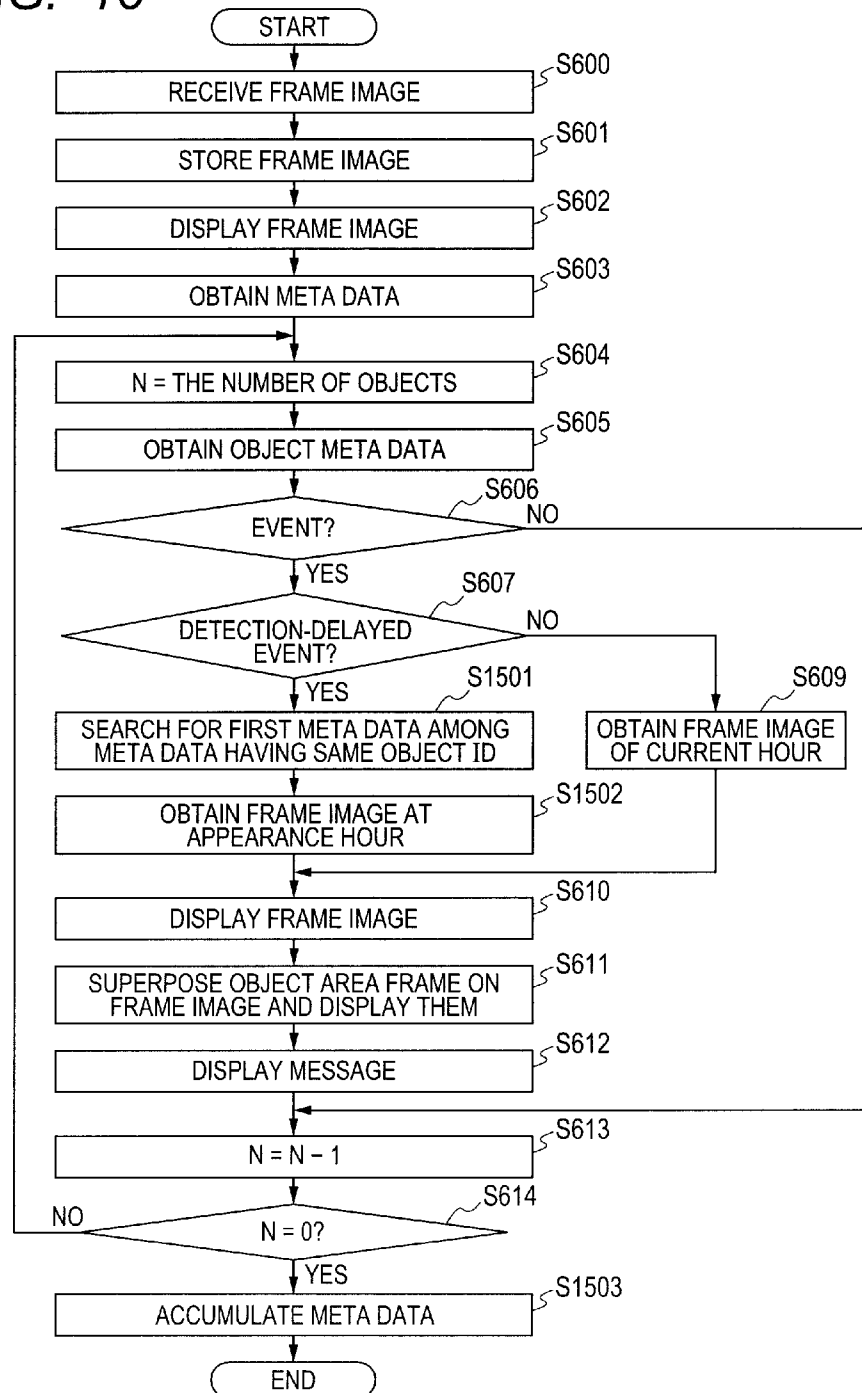 START
S600
RECEIVE FRAME IMAGE
S601
STORE FRAME IMAGE
S602
DISPLAY FRAME IMAGE
S603
OBTAIN META DATA
S604
N = THE NUMBER OF OBJECTS
S605
OBTAIN OBJECT META DATA
S606
EVENT?
NO
YES
S607
DETECTION-DELAYED
EVENT?
NO
YES
S1501
SEARCH FOR FIRST META DATA AMONG
META DATA HAVING SAME OBJECT ID
S609
OBTAIN FRAME IMAGE
OF CURRENT HOUR
S1502
OBTAIN FRAME IMAGE AT
APPEARANCE HOUR
S610
DISPLAY FRAME IMAGE
S611
SUPERPOSE OBJECT AREA FRAME ON
FRAME IMAGE AND DISPLAY THEM
S612
DISPLAY MESSAGE
S613
N = N – 1
S614
NO
N = 0?
YES
S1503
ACCUMULATE META DATA
END